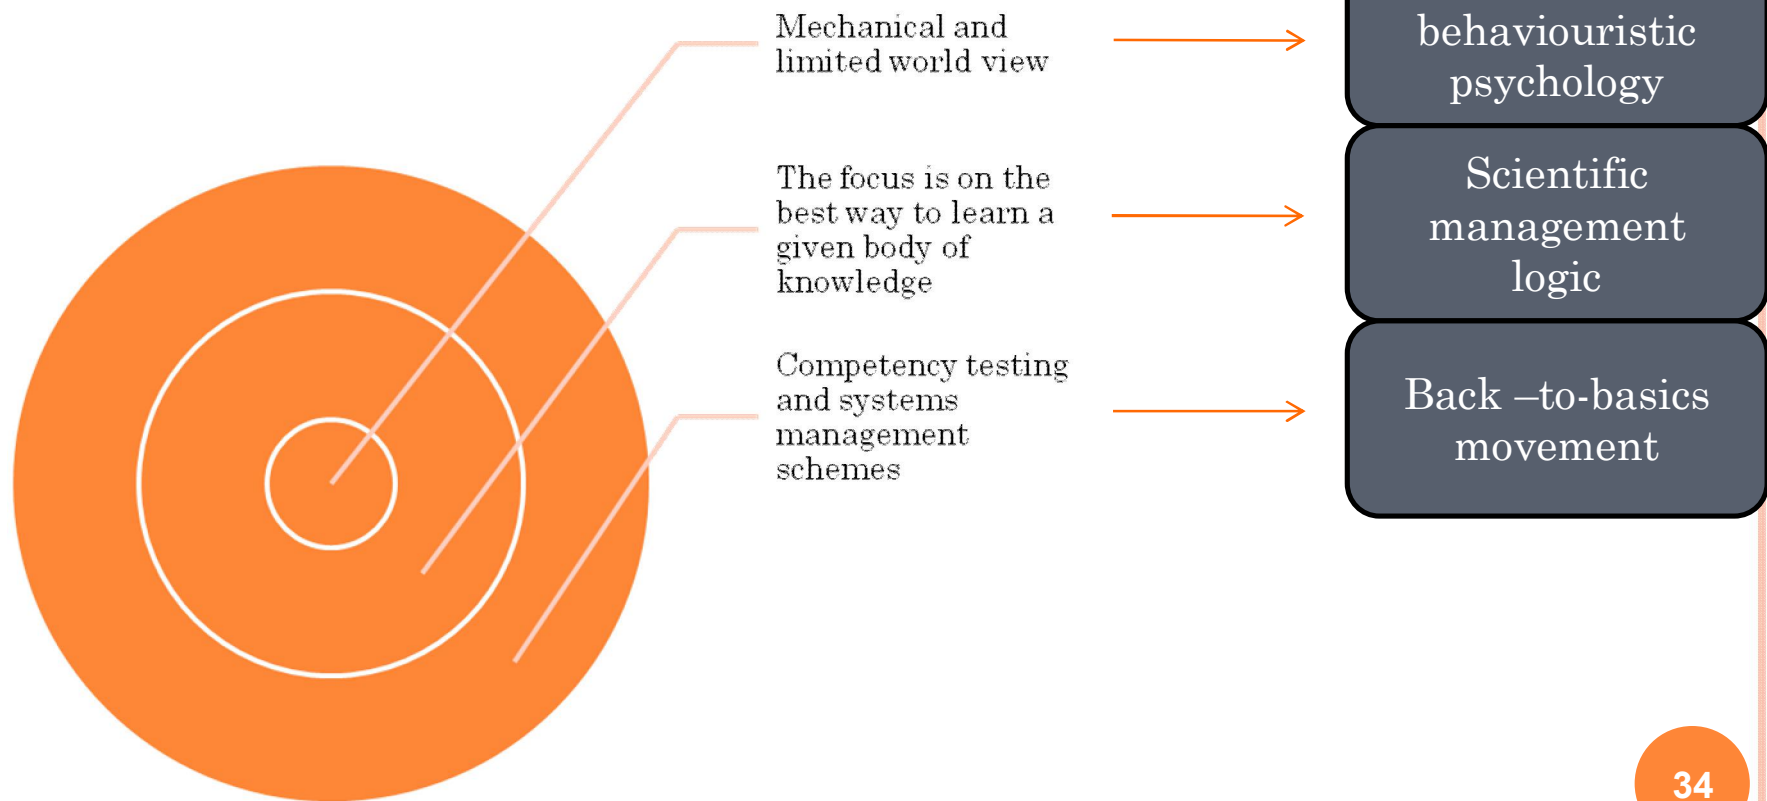 Mechanical and
limited world view
behaviouristic
psychology
The focus is on the
best way to learn a
given body of
knowledge
Scientific
management
logic
Competency testing
and systems
management
schemes
Back –to-basics
movement
34